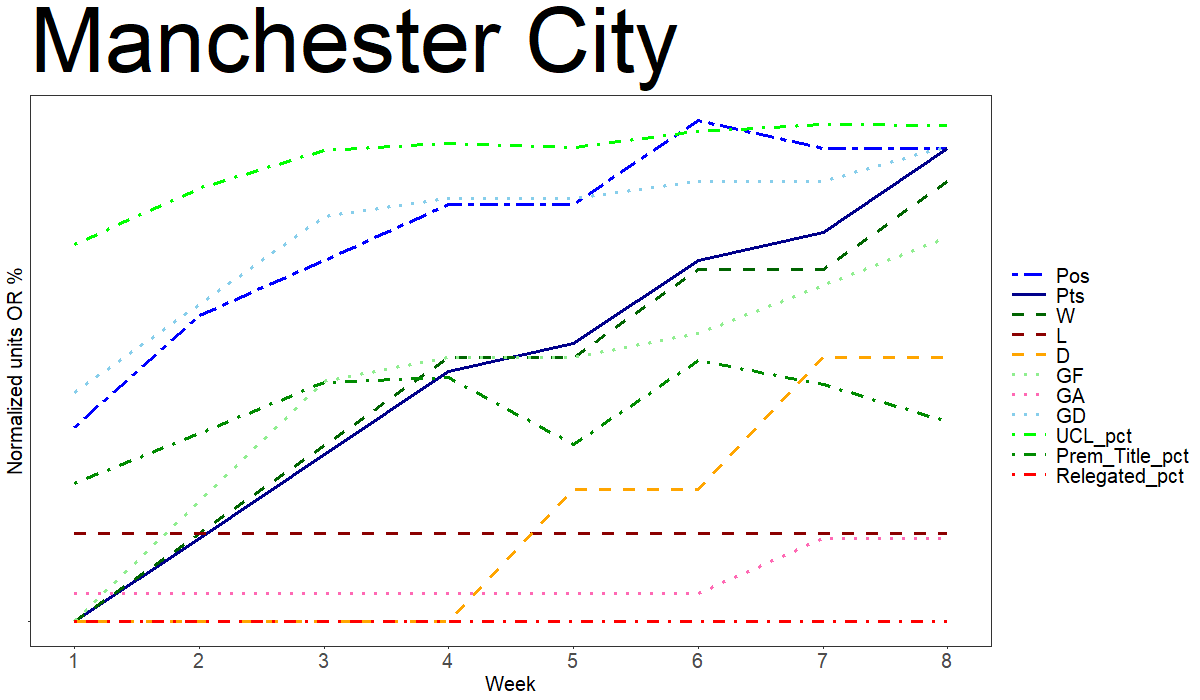 Manchester City
Normalized units OR %
1 2 3 4 5 6 7 8
Week
Pos
Pts
W
L
D
GF
GA
GD
UCL_pct
Prem_Title_pct
Relegated_pct